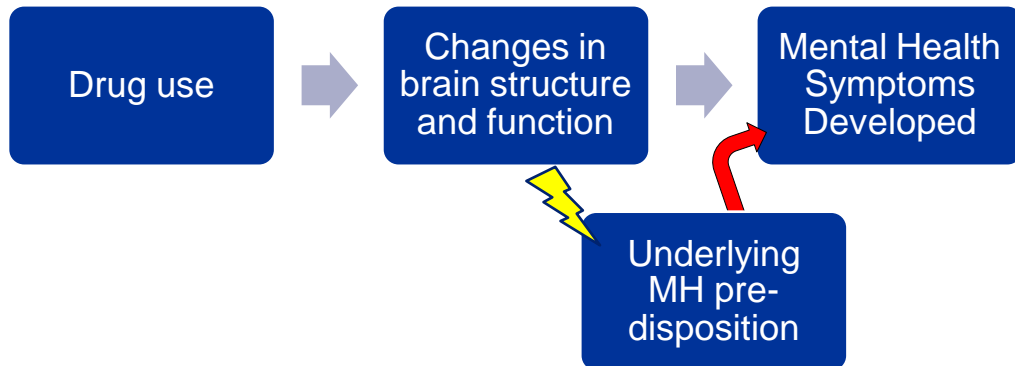 Drug use
Changes in
brain structure
and function
Mental Health
Symptoms
Developed
Underlying
MH pre-
disposition